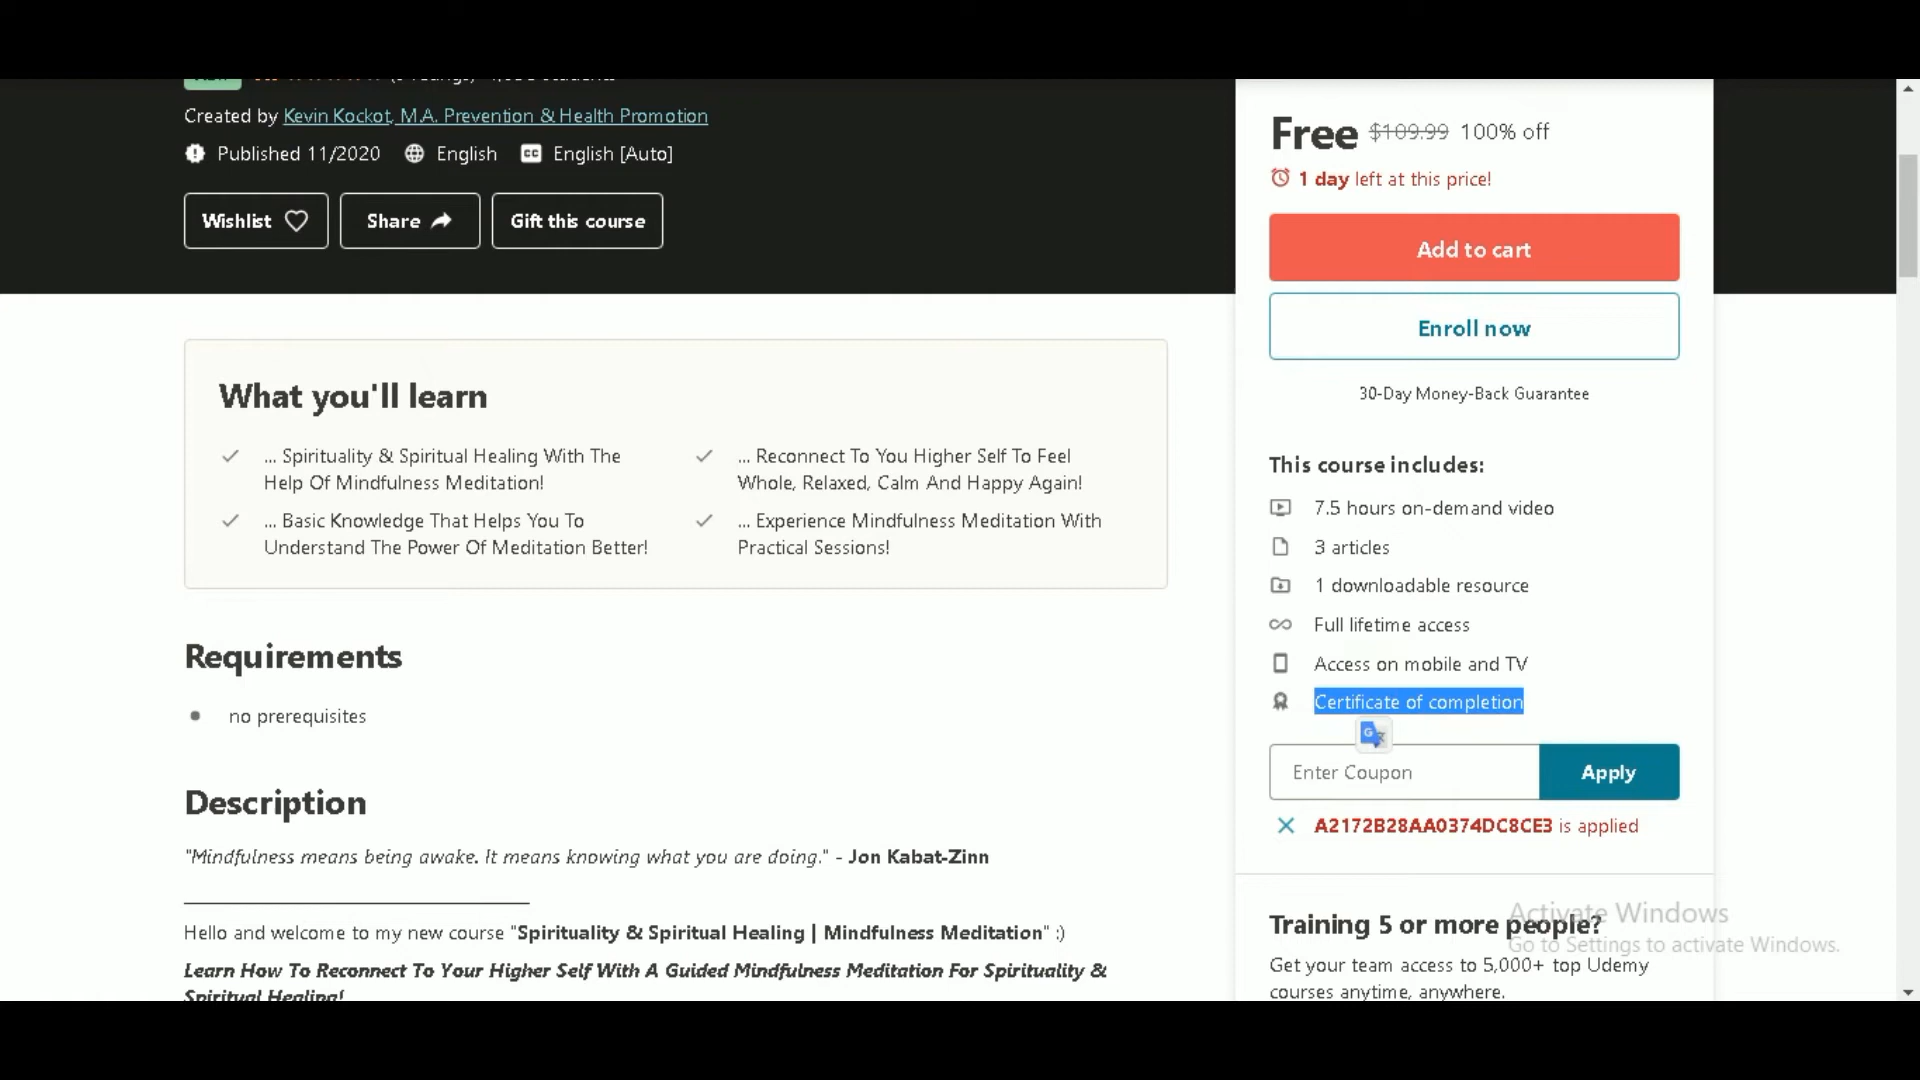 Created by Kevin Kockot, M.A. Prevention & Health Promotion
Published 11/2020 English CC English [Auto]
Wishlist Share Gift this course
What you'll learn
... Spirituality & Spiritual Healing With The
Help Of Mindfulness Meditation!
... Basic Knowledge That Helps You To
Understand The Power Of Meditation Better!
... Reconnect To You Higher Self To Feel
Whole, Relaxed, Calm And Happy Again!
... Experience Mindfulness Meditation With
Practical Sessions!
Requirements
no prerequisites
Description
"Mindfulness means being awake. It means knowing what you are doing." - Jon Kabat-Zinn
Hello and welcome to my new course "Spirituality & Spiritual Healing | Mindfulness Meditation" :)
Learn How To Reconnect To Your Higher Self With A Guided Mindfulness Meditation For Spirituality &
Spiritual Healing!
Free $109.99 100% off
1 day left at this price!
Add to cart
Enroll now
30-Day Money-Back Guarantee
This course includes:
7.5 hours on-demand video
3 articles
1 downloadable resource
Full lifetime access
Access on mobile and TV
Certificate of completion
Enter Coupon Apply
A2172B28AA0374DC8CE3 is applied
Training 5 or more people?
Get your team access to 5,000+ top Udemy
courses anytime, anywhere.
Activate Windows
Go to Settings to activate Windows.